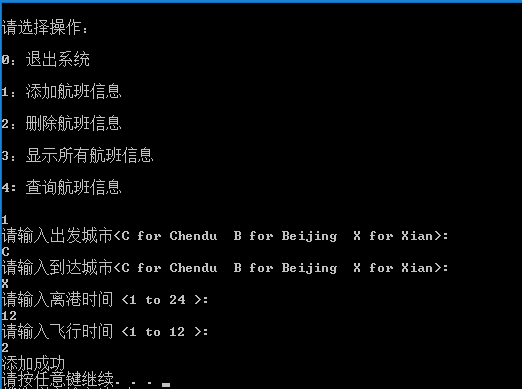 请选择操作:
0: 退出系统
1: 添加航班信息
2: 删除航班信息
3: 显示所有航班信息
4: 查询航班信息
1
请输入出发城市<C for Chendu  B for Beijing  X for Xian>:
C
请输入到达城市<C for Chendu  B for Beijing  X for Xian>:
X
请输入离港时间 <1 to 24 >:
12
请输入飞行时间 <1 to 12 >:
2
添加成功
请按任意键继续. . .